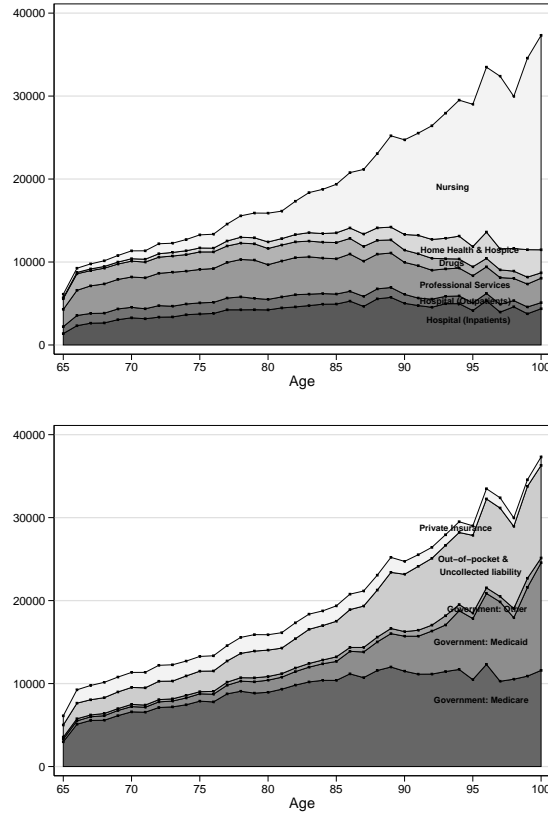 40000
30000
20000
10000
0
Nursing
Home Health & Hospice
Drugs
Professional Services
Hospital (Outpatients)
Hospital (Inpatients)
65 70 75 80 85 90 95 100
Age
40000
30000
20000
10000
0
Private Insurance
Out-of-pocket &
Uncollected liability
Government: Other
Government: Medicaid
Government: Medicare
65 70 75 80 85 90 95 100
Age